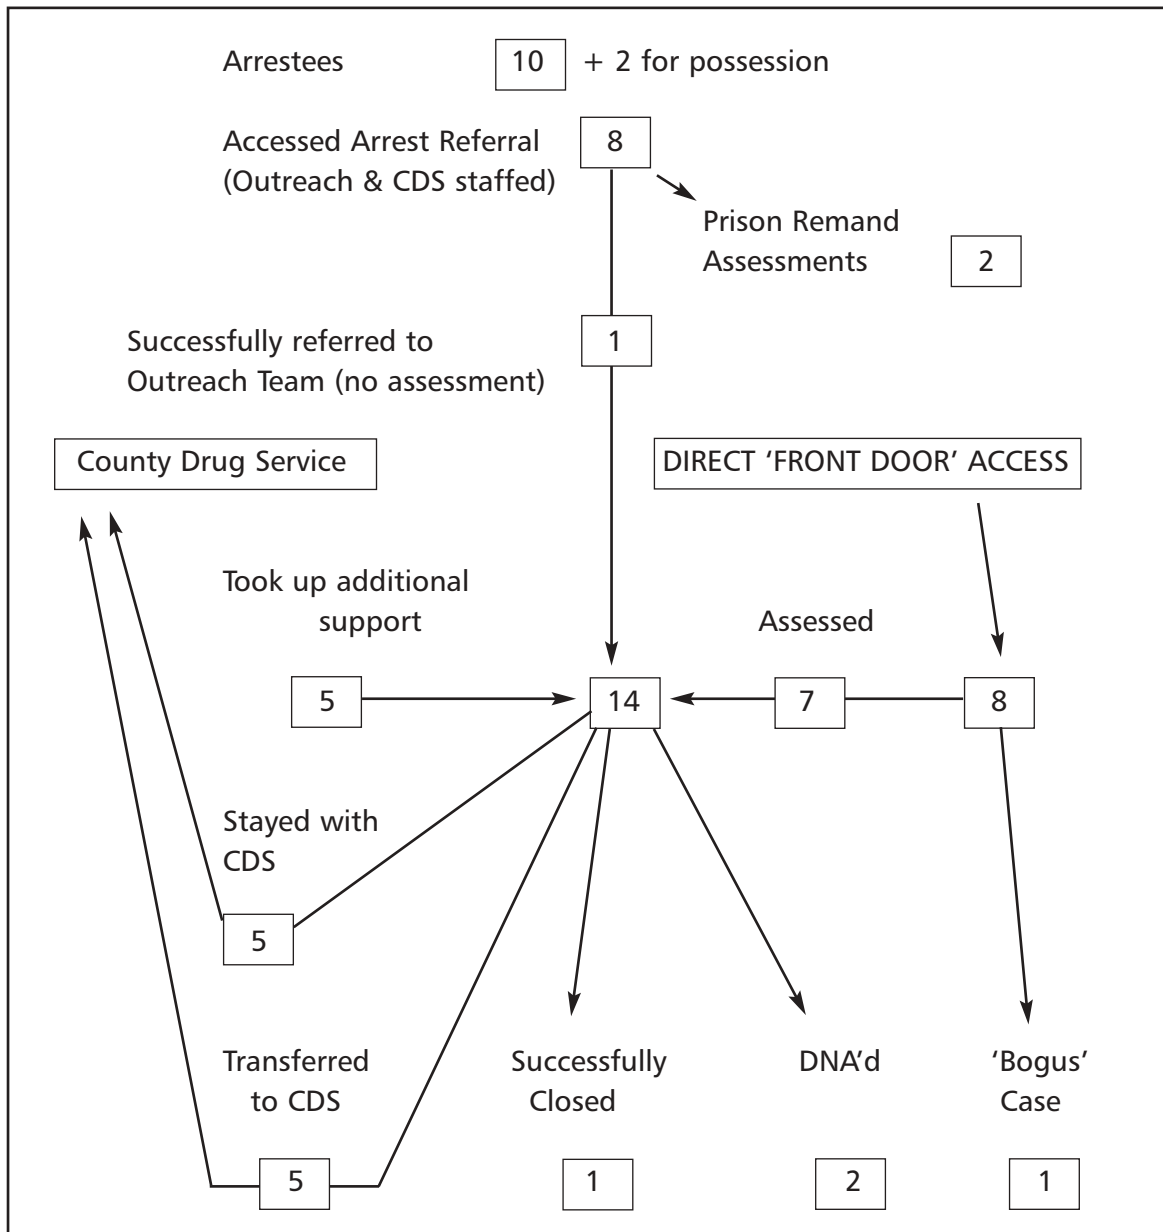 Arrestees 10 + 2 for possession
Accessed Arrest Referral 8
(Outreach & CDS staffed)
Prison Remand
Assessments 2
Successfully referred to 1
Outreach Team (no assessment)
County Drug Service
DIRECT 'FRONT DOOR' ACCESS
Took up additional
support
Assessed
5 14 7 8
Stayed with
CDS
5
Transferred
to CDS
Successfully
Closed
DNA'd
'Bogus'
Case
5 1 2 1